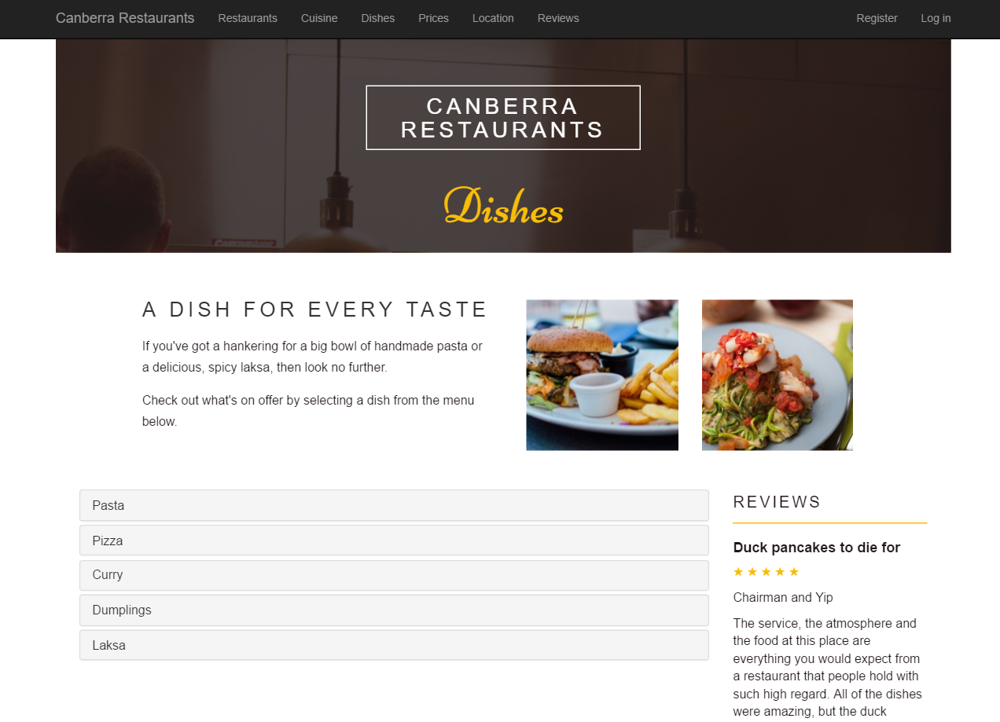 Canberra Restaurants Restaurants Cuisine Dishes Prices Location Reviews Register Log in
CANBERRA
RESTAURANTS
Dishes
A DISH FOR EVERY TASTE
If you've got a hankering for a big bowl of handmade pasta or
a delicious, spicy laksa, then look no further.
Check out what's on offer by selecting a dish from the menu
below.
Pasta
Pizza
Curry
Dumplings
Laksa
REVIEWS
Duck pancakes to die for
★ ★ ★ ★ ★
Chairman and Yip
The service, the atmosphere and
the food at this place are
everything you would expect from
a restaurant that people hold with
such high regard. All of the dishes
were amazing, but the duck